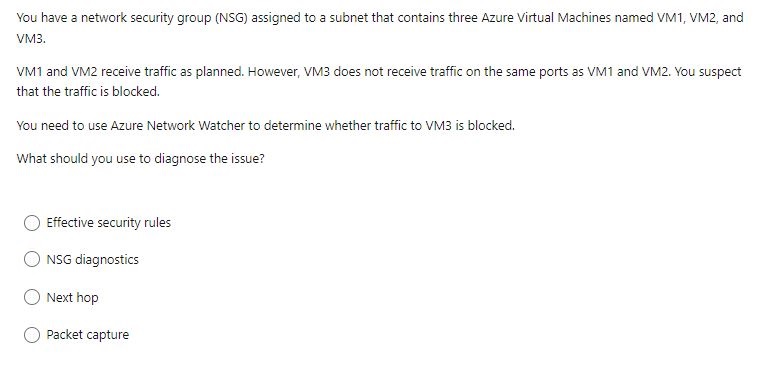 You have a network security group (NSG) assigned to a subnet that contains three Azure Virtual Machines named VM1, VM2, and
VM3.
VM1 and VM2 receive traffic as planned. However, VM3 does not receive traffic on the same ports as VM1 and VM2. You suspect
that the traffic is blocked.
You need to use Azure Network Watcher to determine whether traffic to VM3 is blocked.
What should you use to diagnose the issue?
Effective security rules
NSG diagnostics
Next hop
Packet capture